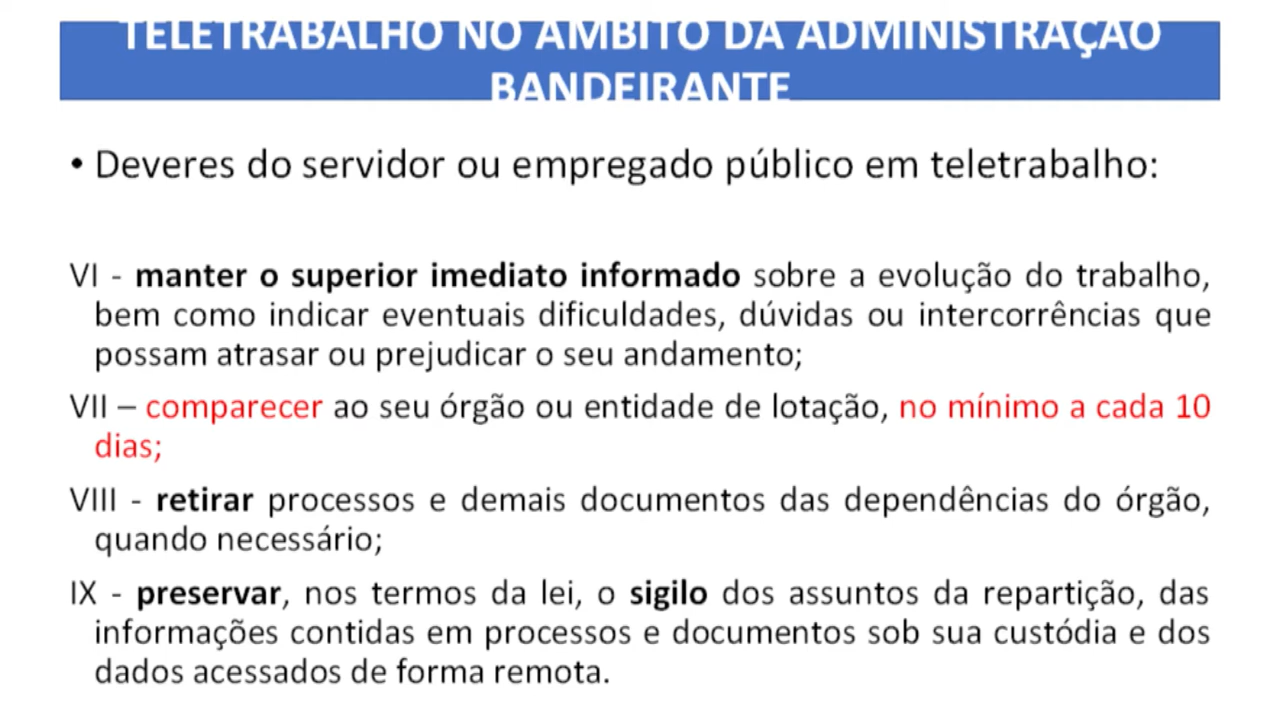 TELETRABALHO NO ÂMBITO DA ADMINISTRAÇÃO
BANDEIRANTE
• Deveres do servidor ou empregado público em teletrabalho:
VI - manter o superior imediato informado sobre a evolução do trabalho,
bem como indicar eventuais dificuldades, dúvidas ou intercorrências que
possam atrasar ou prejudicar o seu andamento;
VII – comparecer ao seu órgão ou entidade de lotação, no mínimo a cada 10
dias;
VIII - retirar processos e demais documentos das dependências do órgão,
quando necessário;
IX - preservar, nos termos da lei, o sigilo dos assuntos da repartição, das
informações contidas em processos e documentos sob sua custódia e dos
dados acessados de forma remota.